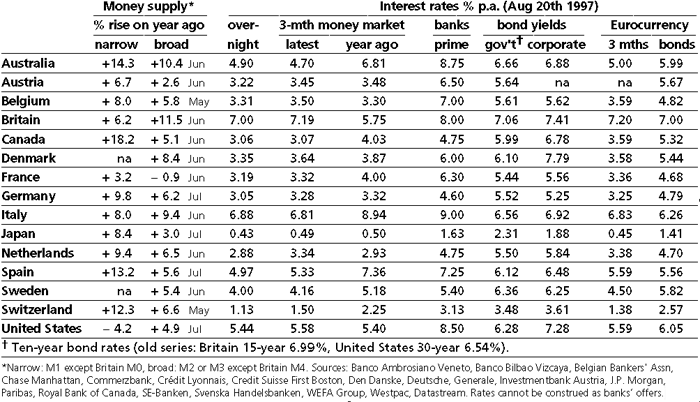 Money supply* Interest rates % p.a. (Aug 20th 1997)
% rise on year ago over- 3-mth money market banks bond yields Eurocurrency
narrow broad night latest year ago prime gov't† corporate 3 mths bonds
Australia +14.3 +10.4 Jun 4.90 4.70 6.81 8.75 6.66 6.88 5.00 5.99
Austria + 6.7 + 2.6 Jun 3.22 3.45 3.48 6.50 5.64 na na 5.67
Belgium + 8.0 + 5.8 May 3.31 3.50 3.30 7.00 5.61 5.62 3.59 4.82
Britain + 6.2 +11.5 Jun 7.00 7.19 5.75 8.00 7.06 7.41 7.20 7.00
Canada +18.2 + 5.1 Jun 3.06 3.07 4.03 4.75 5.99 6.78 3.59 5.32
Denmark na + 8.4 Jun 3.35 3.64 3.87 6.00 6.10 7.79 3.58 5.44
France + 3.2 – 0.9 Jun 3.19 3.32 4.00 6.30 5.44 5.56 3.36 4.68
Germany + 9.8 + 6.2 Jul 3.05 3.28 3.32 4.60 5.52 5.25 3.25 4.79
Italy + 8.0 + 9.4 Jun 6.88 6.81 8.94 9.00 6.56 6.92 6.83 6.26
Japan + 8.4 + 3.0 Jul 0.43 0.49 0.50 1.63 2.31 1.88 0.45 1.41
Netherlands + 9.4 + 6.5 Jun 2.88 3.34 2.93 4.75 5.50 5.84 3.38 4.70
Spain +13.2 + 5.6 Jul 4.97 5.33 7.36 7.25 6.12 6.48 5.59 5.56
Sweden na + 5.4 Jun 4.00 4.16 5.18 5.40 6.36 6.25 4.50 5.82
Switzerland +12.3 + 6.6 May 1.13 1.50 2.25 3.13 3.48 3.61 1.38 2.57
United States – 4.2 + 4.9 Jul 5.44 5.58 5.40 8.50 6.28 7.28 5.59 6.05
† Ten-year bond rates (old series: Britain 15-year 6.99%, United States 30-year 6.54%).
*Narrow: M1 except Britain M0, broad: M2 or M3 except Britain M4. Sources: Banco Ambrosiano Veneto, Banco Bilbao Vizcaya, Belgian Bankers' Assn,
Chase Manhattan, Commerzbank, Crédit Lyonnais, Credit Suisse First Boston, Den Danske, Deutsche, Generale, Investmentbank Austria, J.P. Morgan,
Paribas, Royal Bank of Canada, SE-Banken, Svenska Handelsbanken, WEFA Group, Westpac, Datastream. Rates cannot be construed as banks' offers.